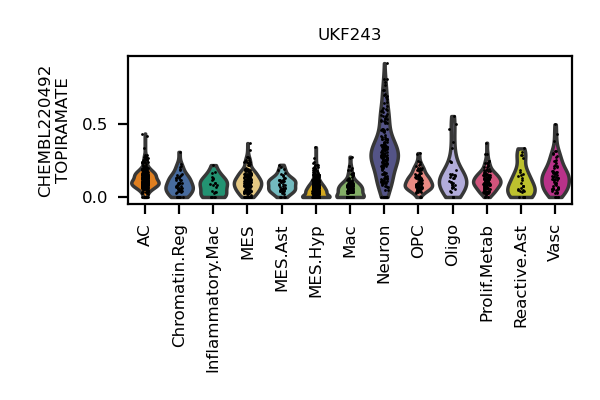 UKF243
CHEMBL220492
TOPIRAMATE
0.5
0.0
AC
Chromatin.Reg
Inflammatory.Mac
MES
MES.Ast
MES.Hyp
Mac
Neuron
OPC
Oligo
Prolif.Metab
Reactive.Ast
Vasc